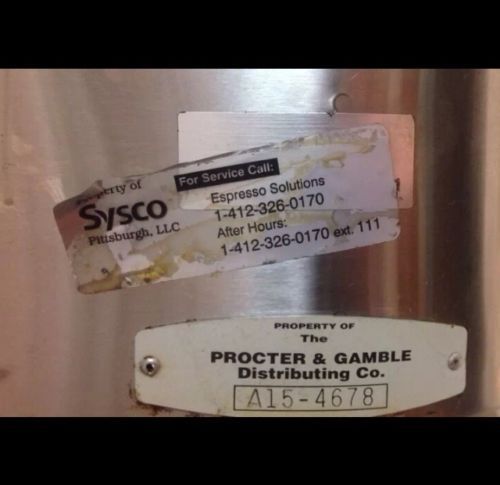 perty of
Sysco
Pittsburgh, LLC
For Service Call:
Espresso Solutions
1-412-326-0170
After Hours:
1-412-326-0170 ext. 111
PROPERTY OF
The
PROCTER & GAMBLE
Distributing Co.
A15-4678